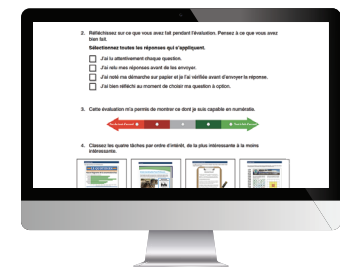 2. Réfléchissez sur ce que vous avez fait pendant l'évaluation. Pensez à ce que vous avez
bien fait.
Sélectionnez toutes les réponses qui s'appliquent.
J'ai lu attentivement chaque question.
J'ai relu mes réponses avant de les envoyer.
J'ai noté ma démarche sur papier et je l'ai vérifiée avant d'envoyer la réponse.
J'ai bien réfléchi au moment de choisir ma question à option.
3. Cette évaluation m'a permis de montrer ce dont je suis capable en numératie.
4. Classez les quatre tâches par ordre d'intérêt, de la plus intéressante à la moins
intéressante.